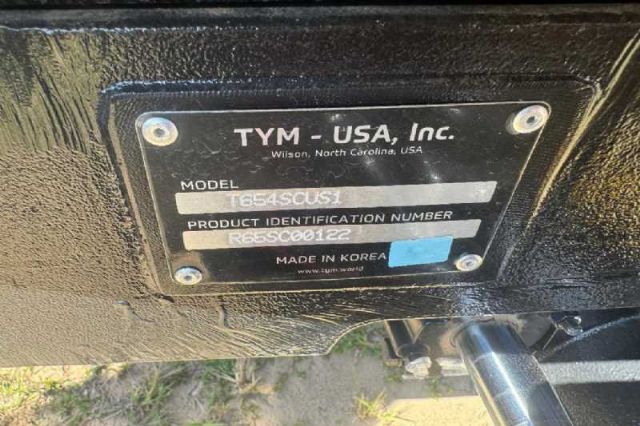 TYM - USA, Inc.
Wilson, North Carolina, USA
MODEL
T654SCUS1
PRODUCT IDENTIFICATION NUMBER
R65SC00122
MADE IN KOREA
www.tym.world